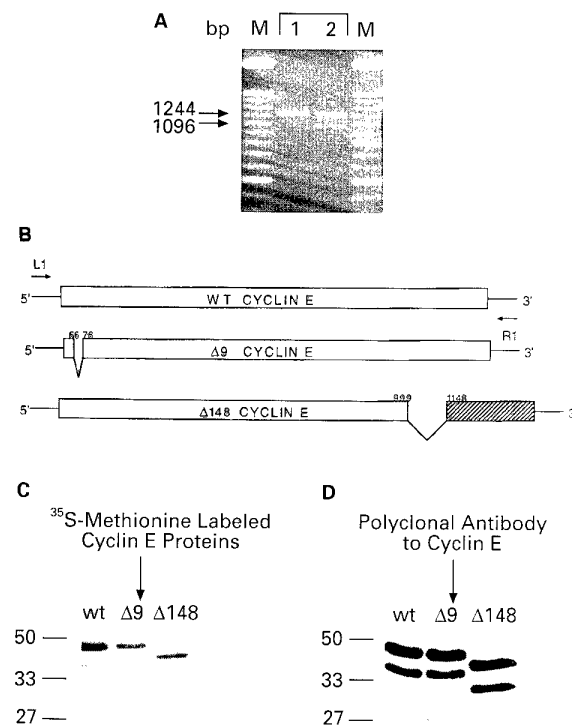 A
bp M 1 2 M
1244
1096
B
L1
5' WT CYCLIN E 3'
R1
66 76
5' Δ9 CYCLIN E 3'
999 1148
5' Δ148 CYCLIN E 3'
C
³⁵S-Methionine Labeled
Cyclin E Proteins
wt Δ9 Δ148
50
33
27
D
Polyclonal Antibody
to Cyclin E
wt Δ9 Δ148
50
33
27